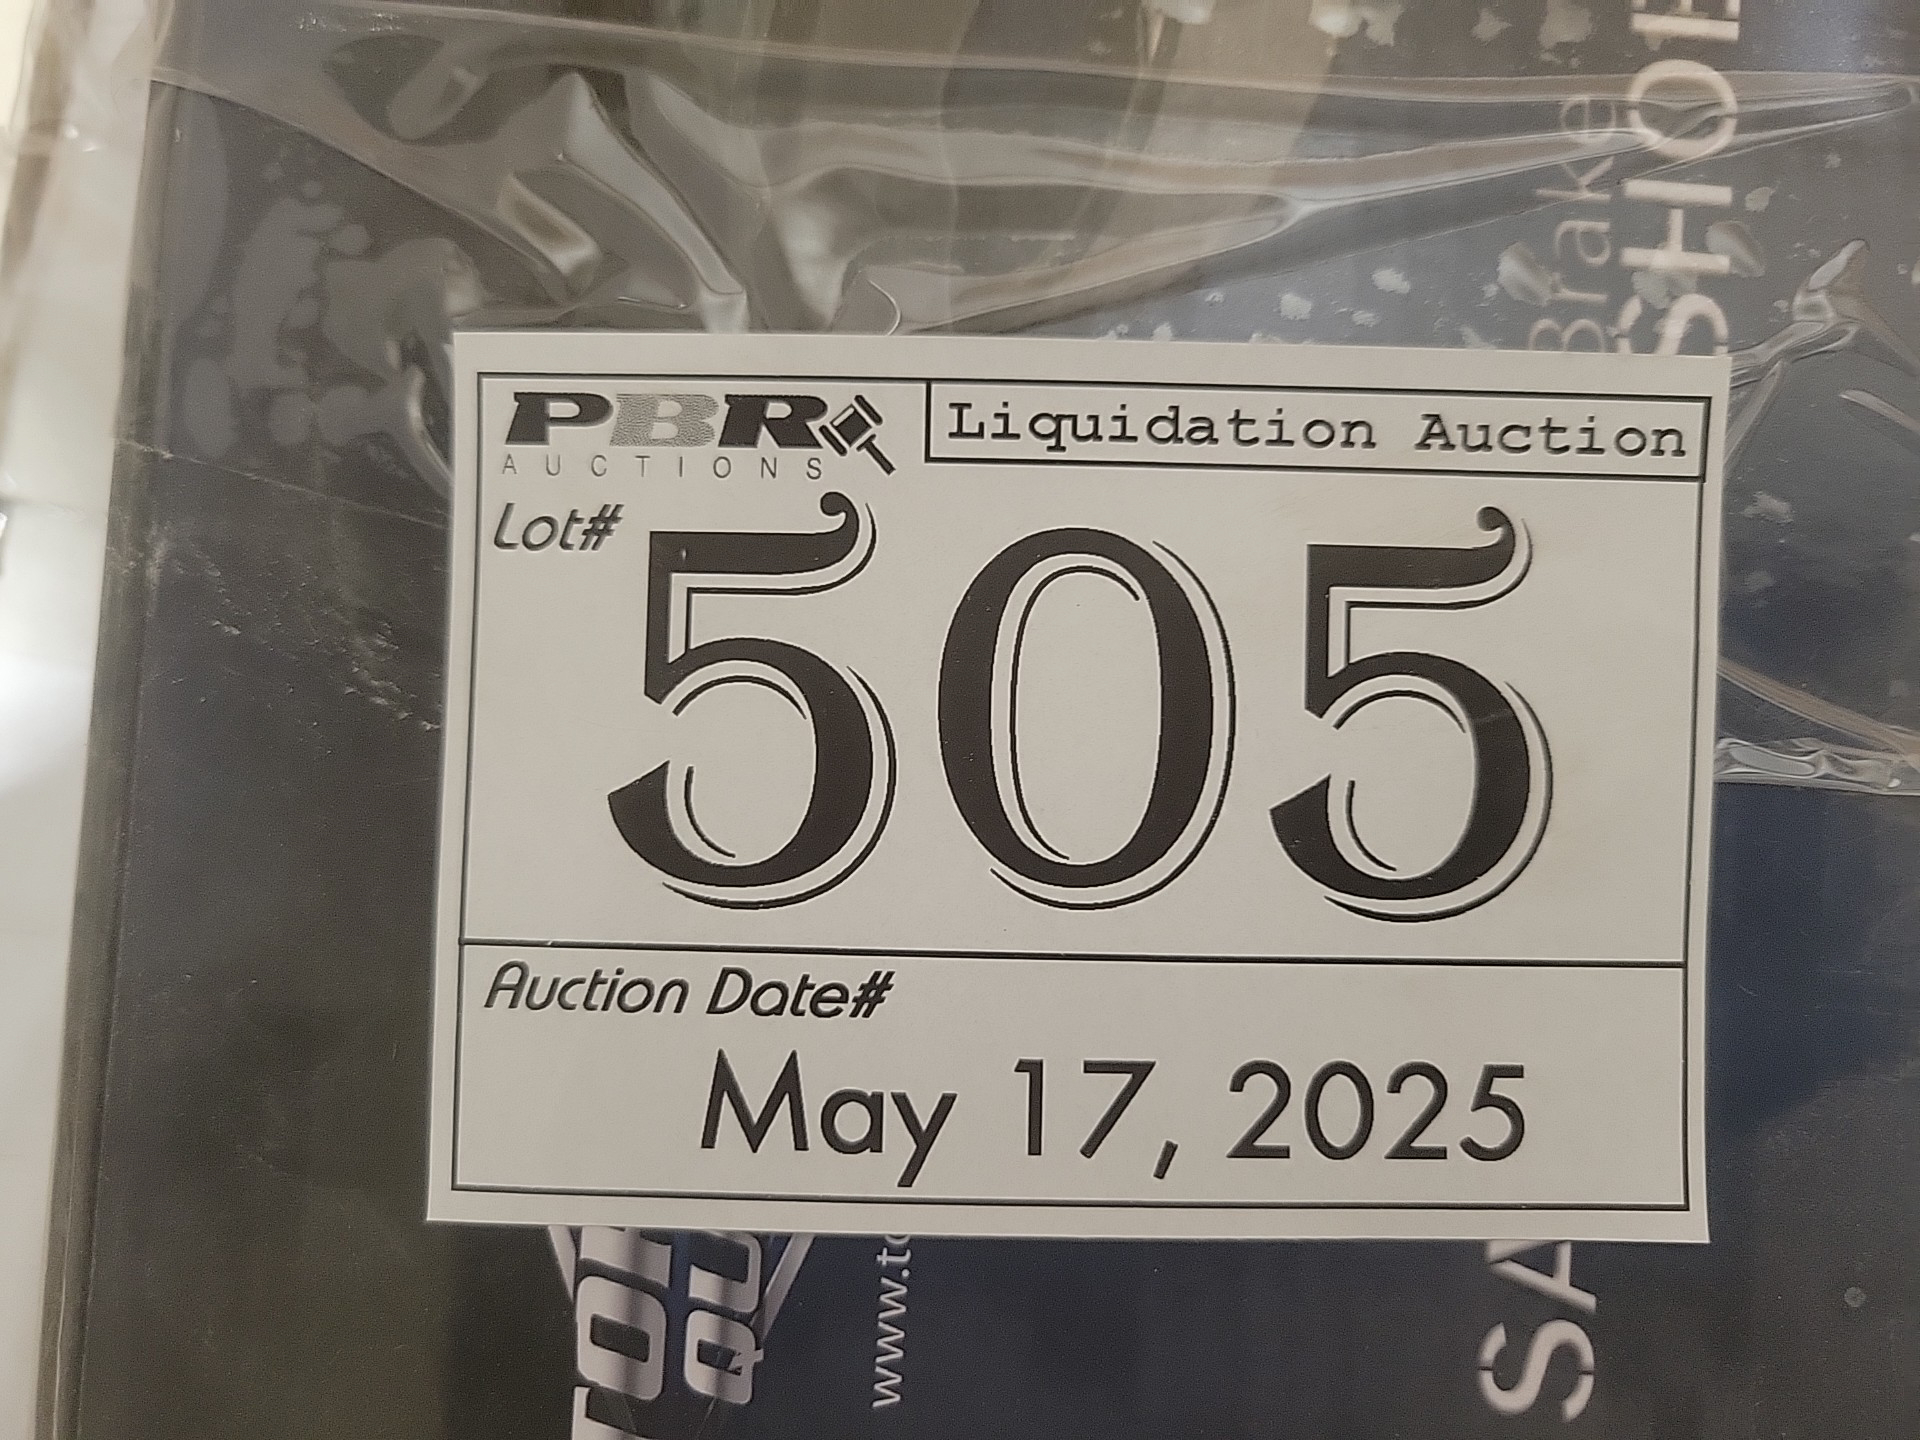 Brake
SHOE
PBR
AUCTIONS
Liquidation Auction
Lot#
505
Auction Date#
May 17, 2025